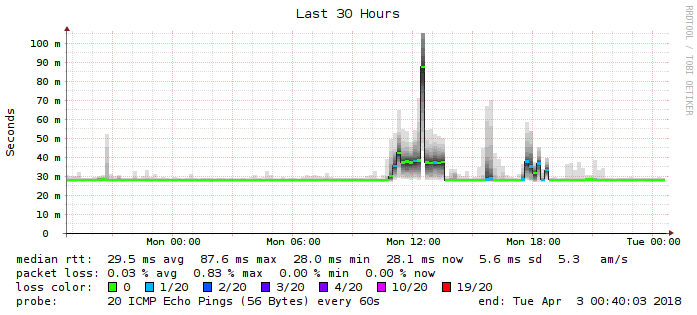 Last 30 Hours
RRDTOOL / TOBI OETIKER
Seconds
100 m
90 m
80 m
70 m
60 m
50 m
40 m
30 m
20 m
10 m
0
Mon 00:00 Mon 06:00 Mon 12:00 Mon 18:00 Tue 00:00
median rtt: 29.5 ms avg 87.6 ms max 28.0 ms min 28.1 ms now 5.6 ms sd 5.3 am/s
packet loss: 0.03 % avg 0.83 % max 0.00 % min 0.00 % now
loss color: 0 1/20 2/20 3/20 4/20 10/20 19/20
probe: 20 ICMP Echo Pings (56 Bytes) every 60s end: Tue Apr 3 00:40:03 2018